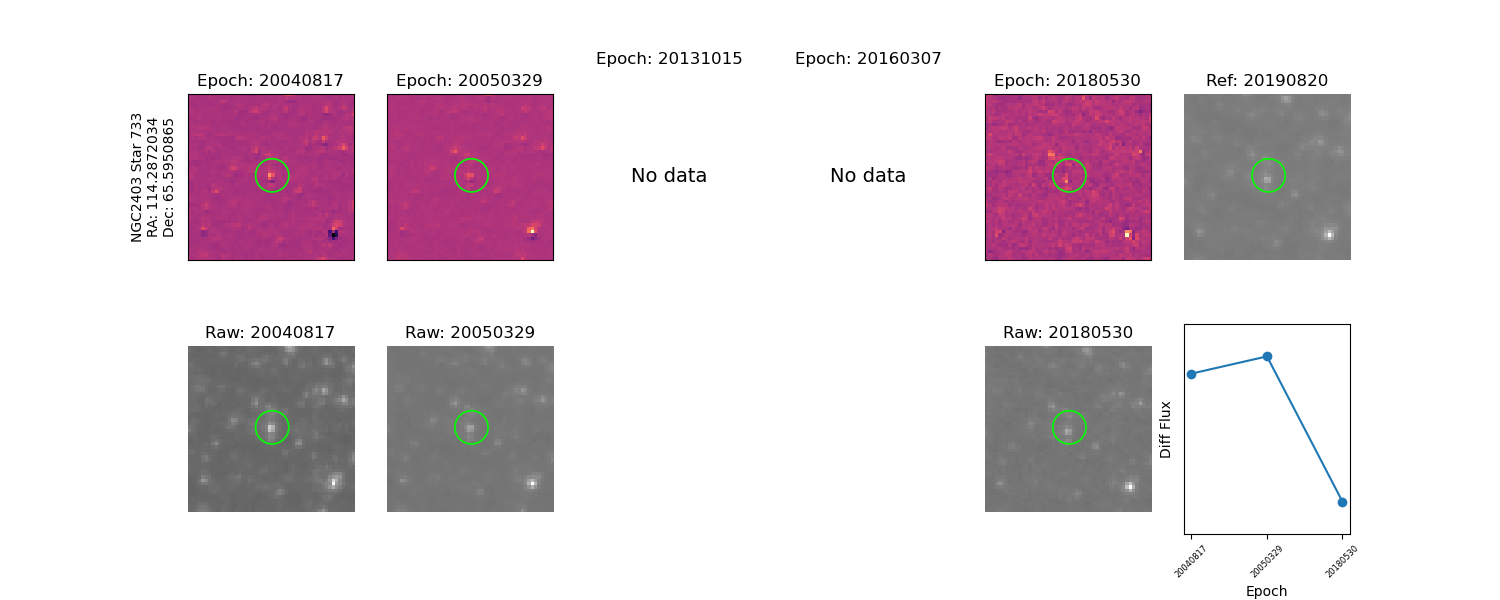 Epoch: 20131015
Epoch: 20160307
Epoch: 20040817
Epoch: 20050329
Epoch: 20180530
Ref: 20190820
NGC2403 Star 733
RA: 114.2872034
Dec: 65.5950865
No data
No data
Raw: 20040817
Raw: 20050329
Raw: 20180530
Diff Flux
20040817
20050329
20180530
Epoch